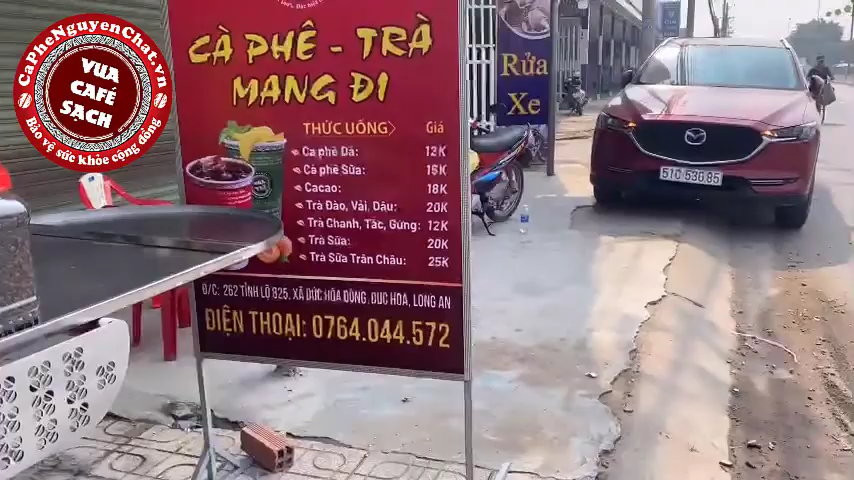 CaPheNguyenChat.vn
VUA
CAFÉ
SẠCH
Bảo vệ sức khỏe cộng đồng
CÀ PHÊ - TRÀ
MANG ĐI
THỨC UỐNG Giá
Cà phê Đá: 12K
Cà phê Sữa: 15K
Cacao: 18K
Trà Đào, Vải, Dâu: 20K
Trà Chanh, Tắc, Gừng: 12K
Trà Sữa: 20K
Trà Sữa Trân Châu: 25K
Đ/C: 262 TỈNH LỘ 825, XÃ ĐỨC HÒA ĐÔNG, ĐỨC HÒA, LONG AN
ĐIỆN THOẠI: 0764.044.572
Rửa
Xe
51G 530.85